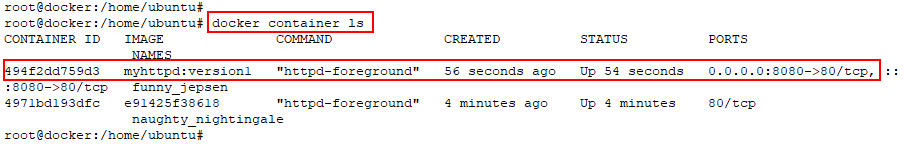 root@docker:/home/ubuntu#
root@docker:/home/ubuntu# docker container ls
CONTAINER ID   IMAGE               COMMAND              CREATED          STATUS          PORTS
                 NAMES
494f2dd759d3   myhttpd:version1   "httpd-foreground"   56 seconds ago   Up 54 seconds   0.0.0.0:8080->80/tcp, ::
:8080->80/tcp   funny_jepsen
4971bd193dfc   e91425f38618        "httpd-foreground"   4 minutes ago    Up 4 minutes    80/tcp
                 naughty_nightingale
root@docker:/home/ubuntu#